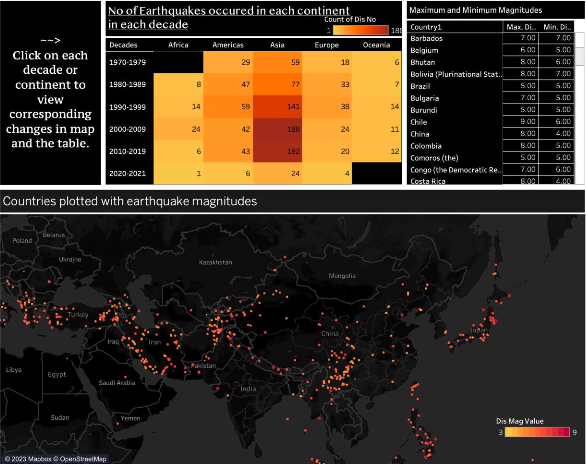 ~~>
Click on each
decade or
continent to
view
corresponding
changes in map
and the table.
No of Earthquakes occured in each continent
in each decade
Count of Dis No
1 188
Decades Africa Americas Asia Europe Oceania
1970-1979 29 59 18 6
1980-1989 8 47 77 33 7
1990-1999 14 59 141 38 14
2000-2009 24 42 188 24 11
2010-2019 6 43 182 20 12
2020-2021 1 6 24 4
Maximum and Minimum Magnitudes
Country1 Max. Di.. Min. Di..
Barbados 7.00 7.00
Belgium 6.00 5.00
Bhutan 8.00 6.00
Bolivia (Plurinational Stat.. 8.00 7.00
Brazil 5.00 5.00
Bulgaria 7.00 5.00
Burundi 5.00 5.00
Chile 9.00 6.00
China 8.00 4.00
Colombia 8.00 5.00
Comoros (the) 5.00 5.00
Congo (the Democratic Re.. 7.00 6.00
Costa Rica 8.00 4.00
Countries plotted with earthquake magnitudes
Poland
Belarus
Ukraine
Kazakhstan
Mongolia
Turkey
China
Japan
Iraq
Iran
Pakistan
Libya
Egypt
Saudi Arabia
India
Sudan
Yemen
Dis Mag Value
3 9
© 2023 Mapbox © OpenStreetMap